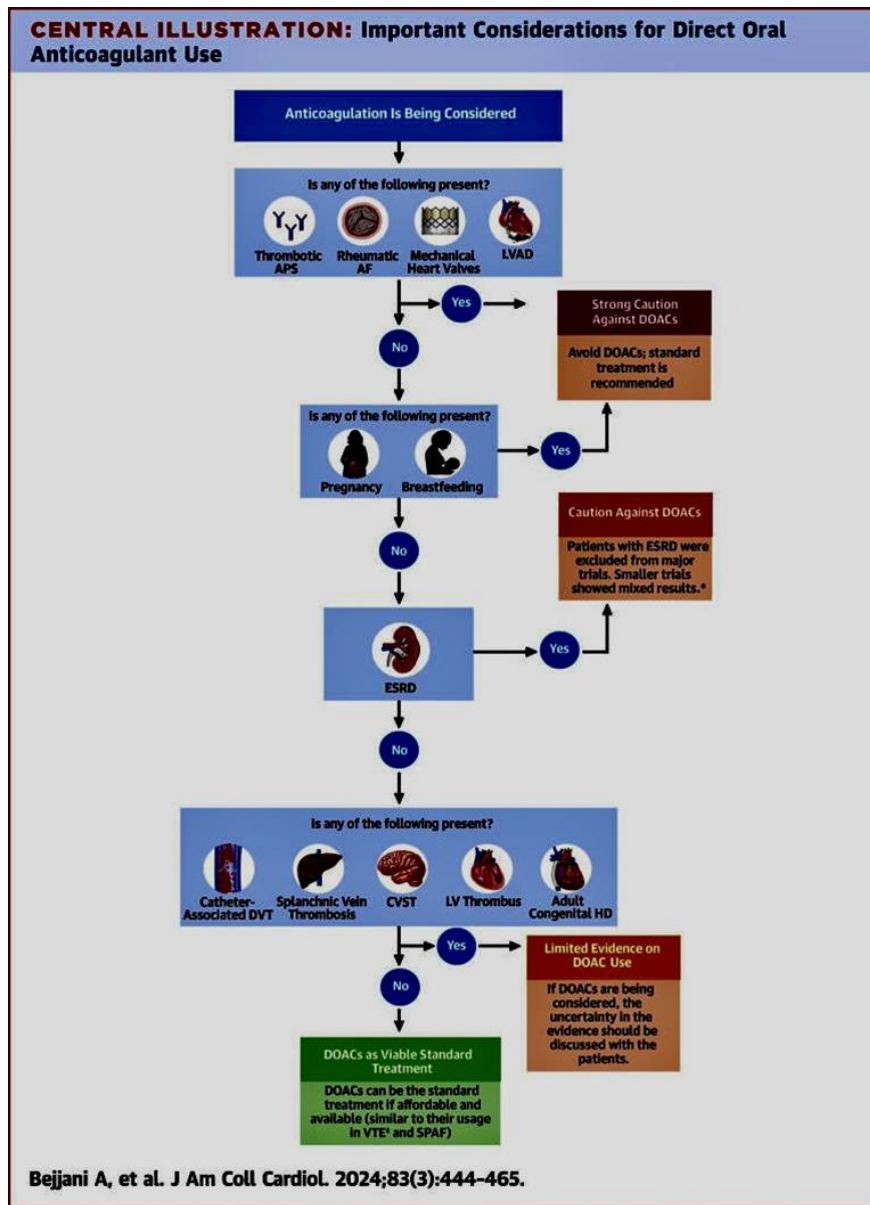 CENTRAL ILLUSTRATION: Important Considerations for Direct Oral
Anticoagulant Use
Anticoagulation Is Being Considered
Is any of the following present?
Thrombotic
APS
Rheumatic
AF
Mechanical
Heart Valves
LVAD
Yes
Strong Caution
Against DOACs
Avoid DOACs; standard
treatment is
recommended
No
Is any of the following present?
Pregnancy
Breastfeeding
Yes
Caution Against DOACs
Patients with ESRD were
excluded from major
trials. Smaller trials
showed mixed results.*
No
ESRD
Yes
No
Is any of the following present?
Catheter-
Associated DVT
Splanchnic Vein
Thrombosis
CVST
LV Thrombus
Adult
Congenital HD
Yes
Limited Evidence on
DOAC Use
If DOACs are being
considered, the
uncertainty in the
evidence should be
discussed with the
patients.
No
DOACs as Viable Standard
Treatment
DOACs can be the standard
treatment if affordable and
available (similar to their usage
in VTE‡ and SPAF)
Bejjani A, et al. J Am Coll Cardiol. 2024;83(3):444-465.